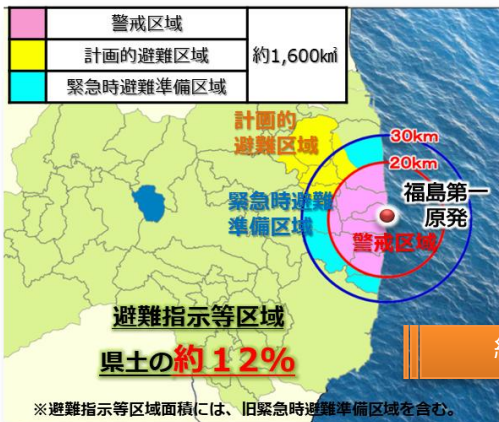 警戒区域
計画的避難区域
約1,600㎢
緊急時避難準備区域
計画的
避難区域
30km
20km
福島第一
原発
緊急時避難
準備区域
警戒区域
避難指示等区域
県土の約12%
※避難指示等区域面積には、旧緊急時避難準備区域を含む。